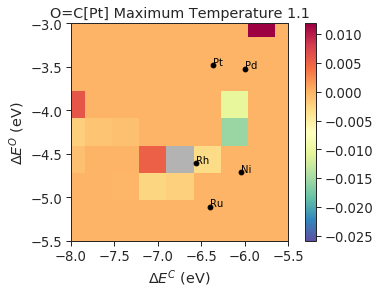 O=C[Pt] Maximum Temperature 1.1
−3.0
−3.5
−4.0
−4.5
−5.0
−5.5
ΔE^O (eV)
Pt
Pd
Rh
Ni
Ru
−8.0 −7.5 −7.0 −6.5 −6.0 −5.5
ΔE^C (eV)
0.010
0.005
0.000
−0.005
−0.010
−0.015
−0.020
−0.025